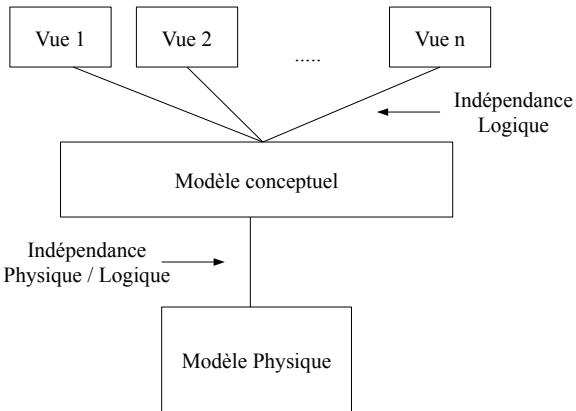 Vue 1
Vue 2
.....
Vue n
Indépendance
Logique
Modèle conceptuel
Indépendance
Physique / Logique
Modèle Physique